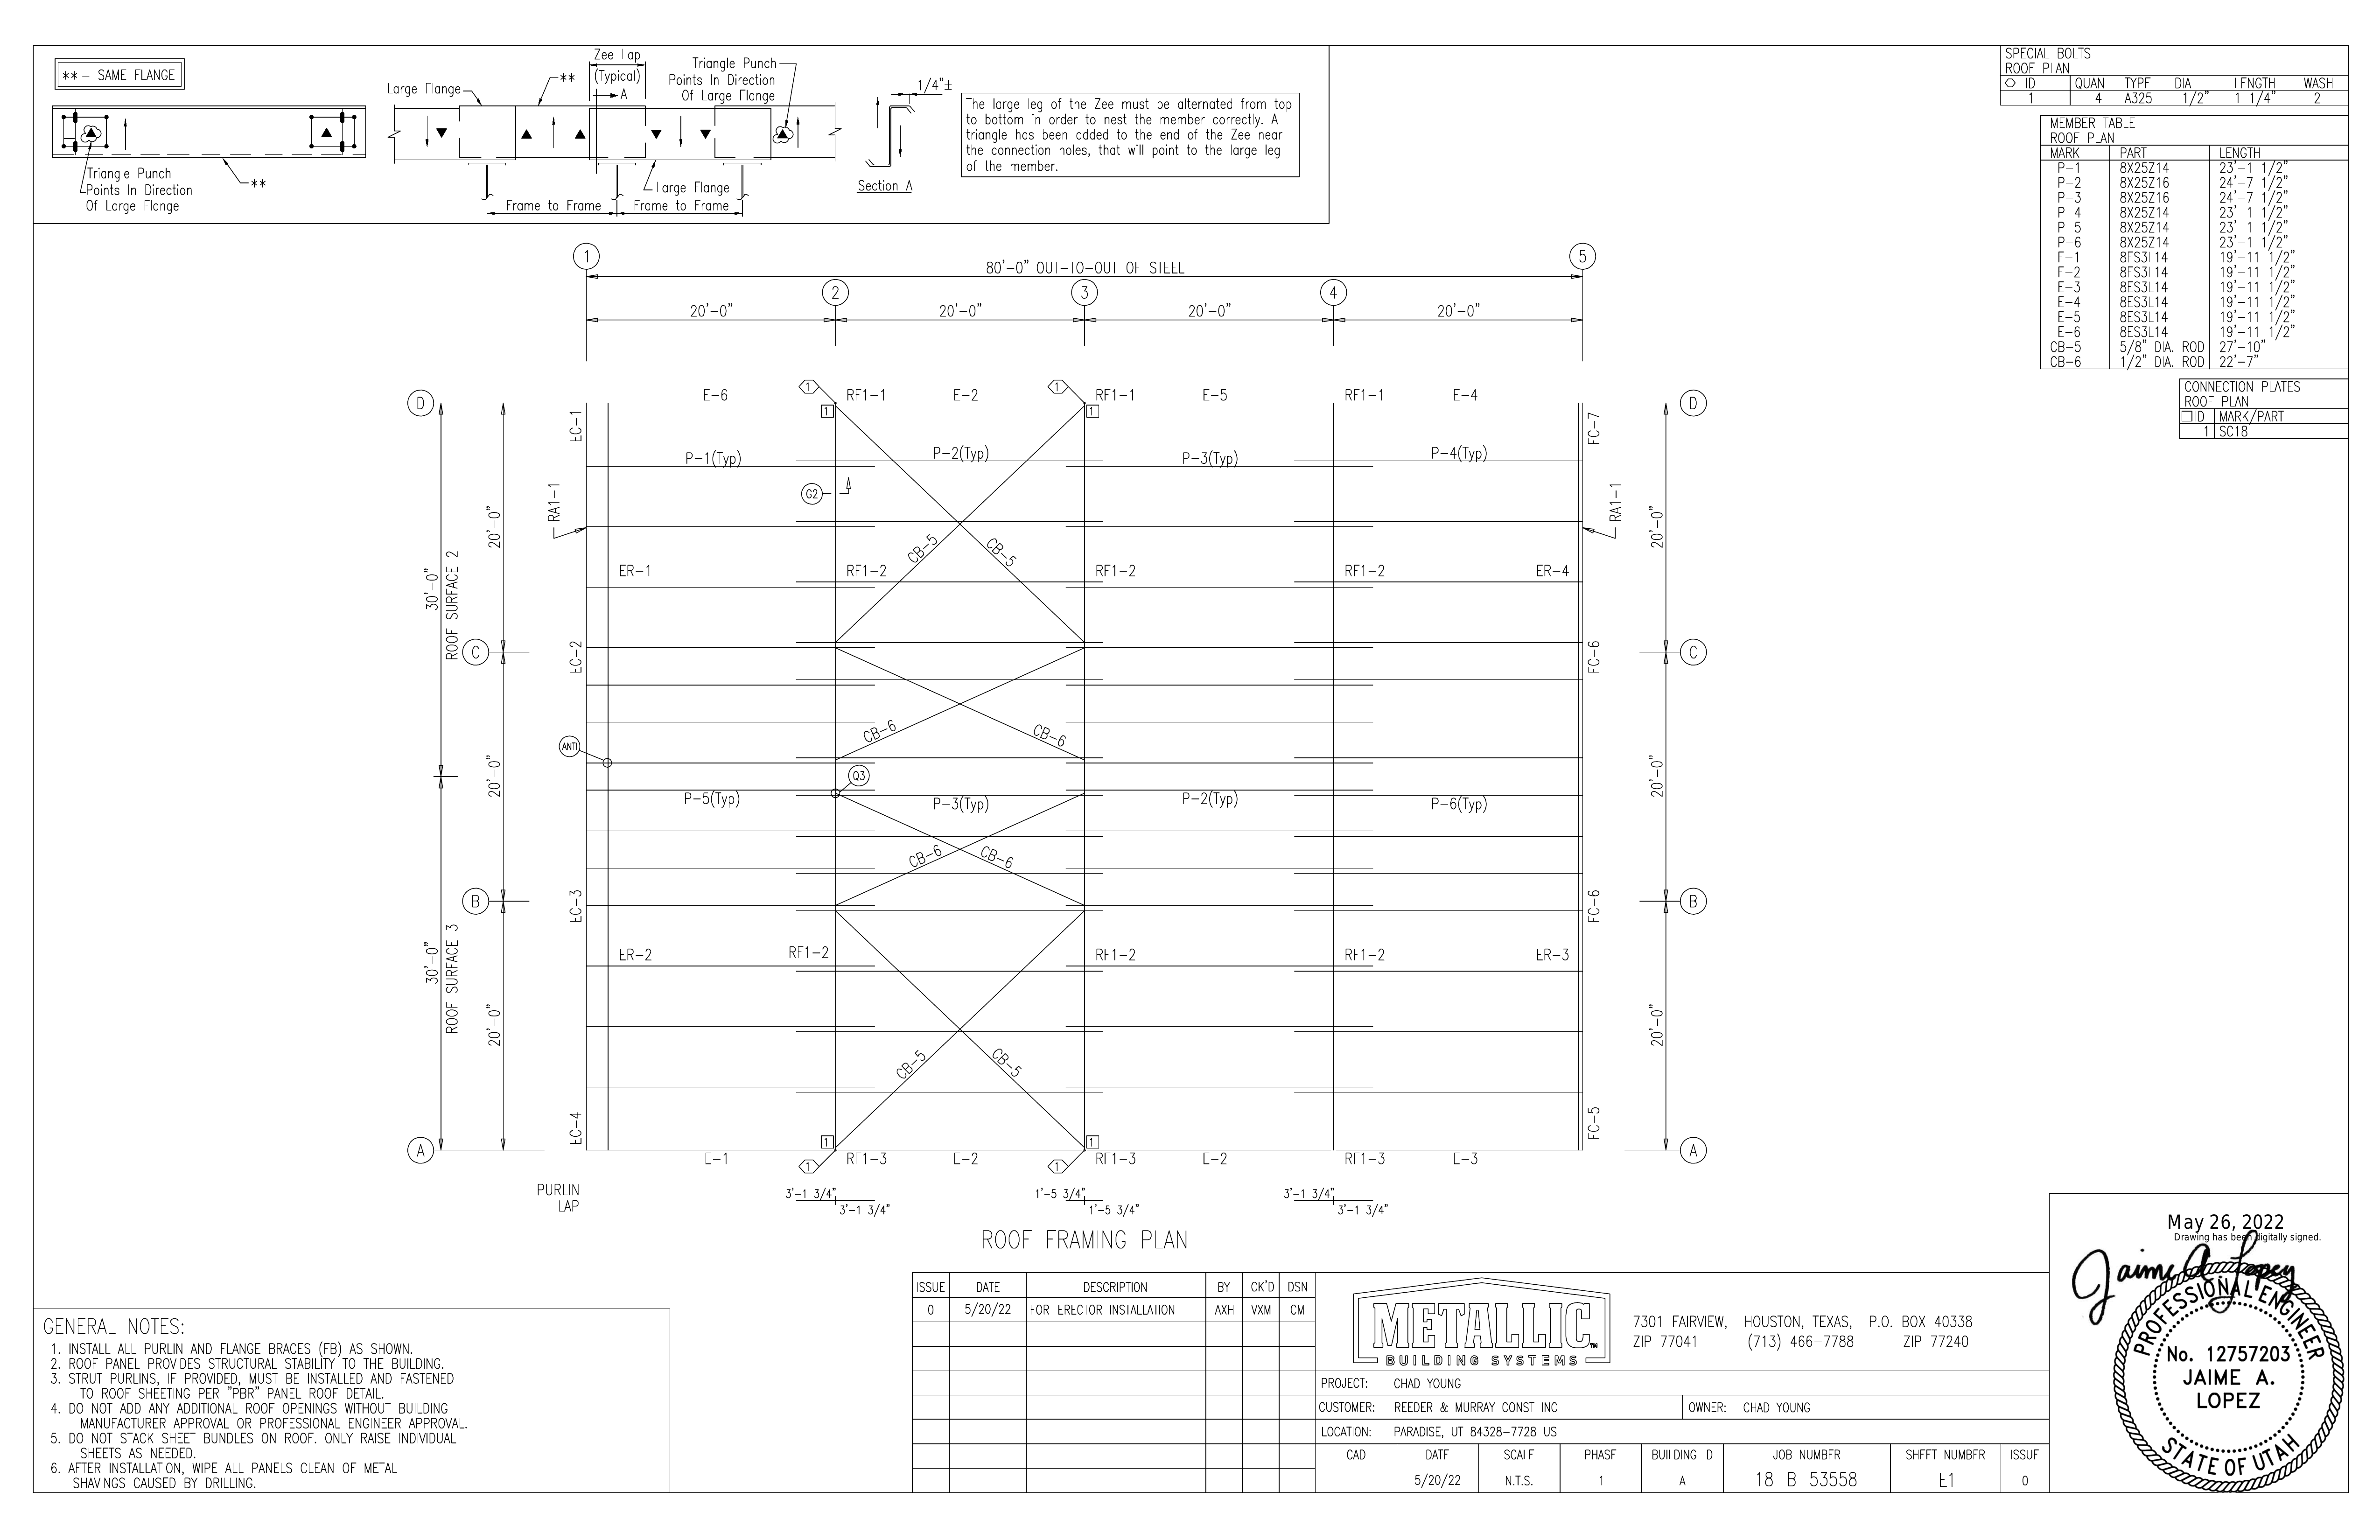 ** = SAME FLANGE
Triangle Punch
Points In Direction
Of Large Flange
**
Large Flange
**
Zee Lap
(Typical)
A
Triangle Punch
Points In Direction
Of Large Flange
Large Flange
Frame to Frame
Frame to Frame
1/4"±
Section A
The large leg of the Zee must be alternated from top
to bottom in order to nest the member correctly. A
triangle has been added to the end of the Zee near
the connection holes, that will point to the large leg
of the member.
SPECIAL BOLTS
ROOF PLAN
ID QUAN TYPE DIA LENGTH WASH
1 4 A325 1/2" 1 1/4" 2
MEMBER TABLE
ROOF PLAN
MARK PART LENGTH
P-1 8X25Z14 23'-1 1/2"
P-2 8X25Z16 24'-7 1/2"
P-3 8X25Z16 24'-7 1/2"
P-4 8X25Z14 23'-1 1/2"
P-5 8X25Z14 23'-1 1/2"
P-6 8X25Z14 23'-1 1/2"
E-1 8ES3L14 19'-11 1/2"
E-2 8ES3L14 19'-11 1/2"
E-3 8ES3L14 19'-11 1/2"
E-4 8ES3L14 19'-11 1/2"
E-5 8ES3L14 19'-11 1/2"
E-6 8ES3L14 19'-11 1/2"
CB-5 5/8" DIA. ROD 27'-10"
CB-6 1/2" DIA. ROD 22'-7"
CONNECTION PLATES
ROOF PLAN
ID MARK/PART
1 SC18
1 5
80'-0" OUT-TO-OUT OF STEEL
2 3 4
20'-0" 20'-0" 20'-0" 20'-0"
E-6 1 RF1-1 E-2 1 RF1-1 E-5 RF1-1 E-4
D 1 1 D
EC-1 EC-7
P-1(Typ) P-2(Typ) P-3(Typ) P-4(Typ)
G2
RA1-1 RA1-1
20'-0" 20'-0"
CB-5 CB-5
30'-0"
ROOF SURFACE 2
ER-1 RF1-2 RF1-2 RF1-2 ER-4
C EC-2 EC-6 C
CB-6 CB-6
ANTI
Q3
20'-0" 20'-0"
P-5(Typ) P-3(Typ) P-2(Typ) P-6(Typ)
CB-6 CB-6
B EC-3 EC-6 B
30'-0"
ROOF SURFACE 3
ER-2 RF1-2 RF1-2 RF1-2 ER-3
20'-0" 20'-0"
CB-5 CB-5
EC-4 EC-5
A 1 1 A
E-1 1 RF1-3 E-2 1 RF1-3 E-2 RF1-3 E-3
PURLIN
LAP
3'-1 3/4" 1'-5 3/4" 3'-1 3/4"
3'-1 3/4" 1'-5 3/4" 3'-1 3/4"
ROOF FRAMING PLAN
GENERAL NOTES:
1. INSTALL ALL PURLIN AND FLANGE BRACES (FB) AS SHOWN.
2. ROOF PANEL PROVIDES STRUCTURAL STABILITY TO THE BUILDING.
3. STRUT PURLINS, IF PROVIDED, MUST BE INSTALLED AND FASTENED
TO ROOF SHEETING PER "PBR" PANEL ROOF DETAIL.
4. DO NOT ADD ANY ADDITIONAL ROOF OPENINGS WITHOUT BUILDING
MANUFACTURER APPROVAL OR PROFESSIONAL ENGINEER APPROVAL.
5. DO NOT STACK SHEET BUNDLES ON ROOF. ONLY RAISE INDIVIDUAL
SHEETS AS NEEDED.
6. AFTER INSTALLATION, WIPE ALL PANELS CLEAN OF METAL
SHAVINGS CAUSED BY DRILLING.
ISSUE DATE DESCRIPTION BY CK'D DSN
0 5/20/22 FOR ERECTOR INSTALLATION AXH VXM CM
METALLIC™
BUILDING SYSTEMS
7301 FAIRVIEW, HOUSTON, TEXAS, P.O. BOX 40338
ZIP 77041 (713) 466-7788 ZIP 77240
PROJECT: CHAD YOUNG
CUSTOMER: REEDER & MURRAY CONST INC OWNER: CHAD YOUNG
LOCATION: PARADISE, UT 84328-7728 US
CAD DATE SCALE PHASE BUILDING ID JOB NUMBER SHEET NUMBER ISSUE
5/20/22 N.T.S. 1 A 18-B-53558 E1 0
May 26, 2022
Drawing has been digitally signed.
Jaime A Lopez
PROFESSIONAL ENGINEER
No. 12757203
JAIME A.
LOPEZ
STATE OF UTAH